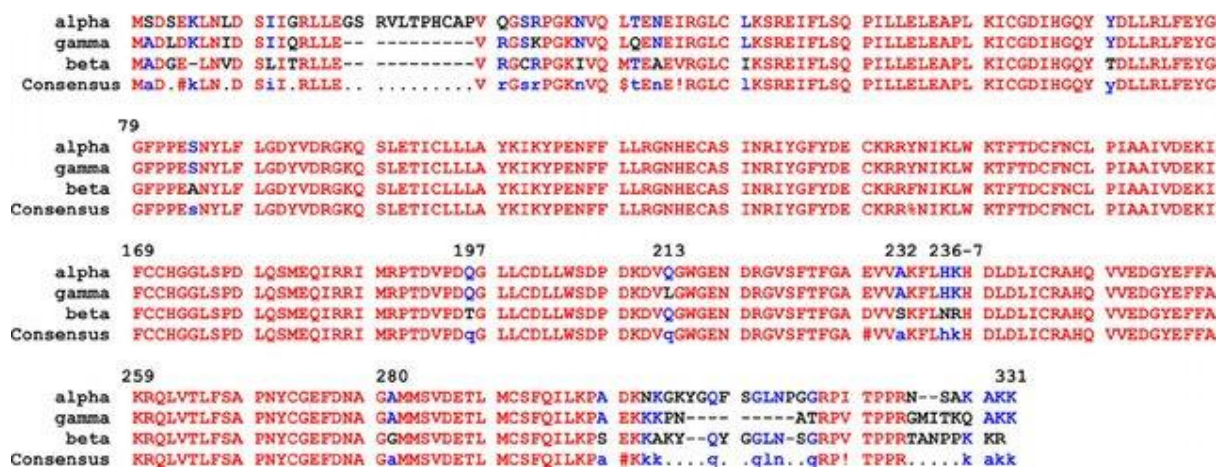 alpha MSDSEKLNLD SIIGRLLEGS RVLTPHCAPV QGSRPGKNVQ LTENEIRGLC LKSREIFLSQ PILLELEAPL KICGDIHGQY YDLLRLFEYG
gamma MADLDKLNID SIIQRLLE-- ---------V RGSKPGKNVQ LQENEIRGLC LKSREIFLSQ PILLELEAPL KICGDIHGQY YDLLRLFEYG
beta MADGE-LNVD SLITRLLE-- ---------V RGCRPGKIVQ MTEAEVRGLC IKSREIFLSQ PILLELEAPL KICGDIHGQY TDLLRLFEYG
Consensus MaD.#kLN.D SiI.RLLE.. .........V rGsrPGKnVQ $tEnE!RGLC lKSREIFLSQ PILLELEAPL KICGDIHGQY yDLLRLFEYG
79
alpha GFPPESNYLF LGDYVDRGKQ SLETICLLLA YKIKYPENFF LLRGNHECAS INRIYGFYDE CKRRYNIKLW KTFTDCFNCL PIAAIVDEKI
gamma GFPPESNYLF LGDYVDRGKQ SLETICLLLA YKIKYPENFF LLRGNHECAS INRIYGFYDE CKRRYNIKLW KTFTDCFNCL PIAAIVDEKI
beta GFPPEANYLF LGDYVDRGKQ SLETICLLLA YKIKYPENFF LLRGNHECAS INRIYGFYDE CKRRFNIKLW KTFTDCFNCL PIAAIVDEKI
Consensus GFPPEsNYLF LGDYVDRGKQ SLETICLLLA YKIKYPENFF LLRGNHECAS INRIYGFYDE CKRR%NIKLW KTFTDCFNCL PIAAIVDEKI
169 197 213 232 236-7
alpha FCCHGGLSPD LQSMEQIRRI MRPTDVPDQG LLCDLLWSDP DKDVQGWGEN DRGVSFTFGA EVVAKFLHKH DLDLICRAHQ VVEDGYEFFA
gamma FCCHGGLSPD LQSMEQIRRI MRPTDVPDQG LLCDLLWSDP DKDVLGWGEN DRGVSFTFGA EVVAKFLHKH DLDLICRAHQ VVEDGYEFFA
beta FCCHGGLSPD LQSMEQIRRI MRPTDVPDTG LLCDLLWSDP DKDVQGWGEN DRGVSFTFGA DVVSKFLNRH DLDLICRAHQ VVEDGYEFFA
Consensus FCCHGGLSPD LQSMEQIRRI MRPTDVPDqG LLCDLLWSDP DKDVqGWGEN DRGVSFTFGA #VVaKFLhkH DLDLICRAHQ VVEDGYEFFA
259 280 331
alpha KRQLVTLFSA PNYCGEFDNA GAMMSVDETL MCSFQILKPA DKNKGKYGQF SGLNPGGRPI TPPRN--SAK AKK
gamma KRQLVTLFSA PNYCGEFDNA GAMMSVDETL MCSFQILKPA EKKKPN---- ------ATRPV TPPRGMITKQ AKK
beta KRQLVTLFSA PNYCGEFDNA GGMMSVDETL MCSFQILKPS EKKAKY--QY GGLN-SGRPV TPPRTANPPK KR
Consensus KRQLVTLFSA PNYCGEFDNA GaMMSVDETL MCSFQILKPa #Kkk....q. .gln.gRP! TPPR.....k akk